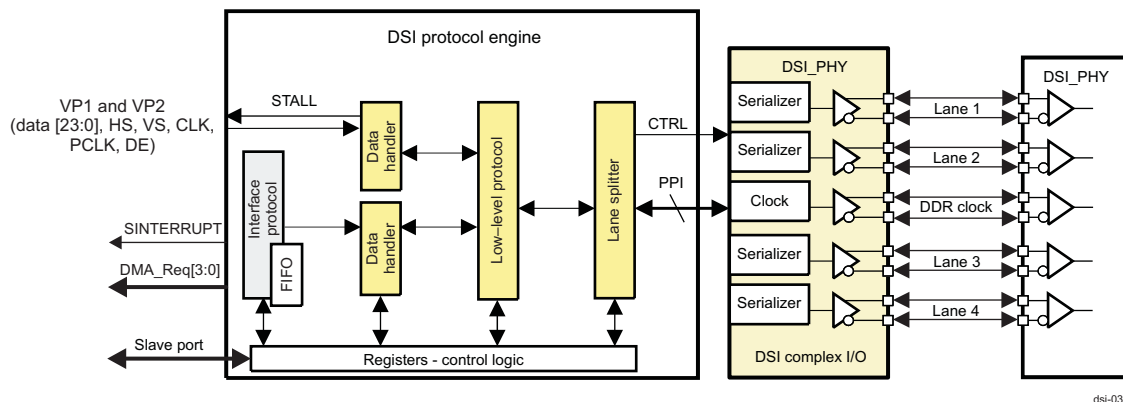 DSI protocol engine
VP1 and VP2
(data [23:0], HS, VS, CLK,
PCLK, DE)
STALL
Data
handler
Interface
protocol
FIFO
Data
handler
Low–level protocol
Lane splitter
CTRL
PPI
SINTERRUPT
DMA_Req[3:0]
Slave port
Registers - control logic
DSI_PHY
Serializer
Serializer
Clock
Serializer
Serializer
DSI complex I/O
Lane 1
Lane 2
DDR clock
Lane 3
Lane 4
DSI_PHY
dsi-03